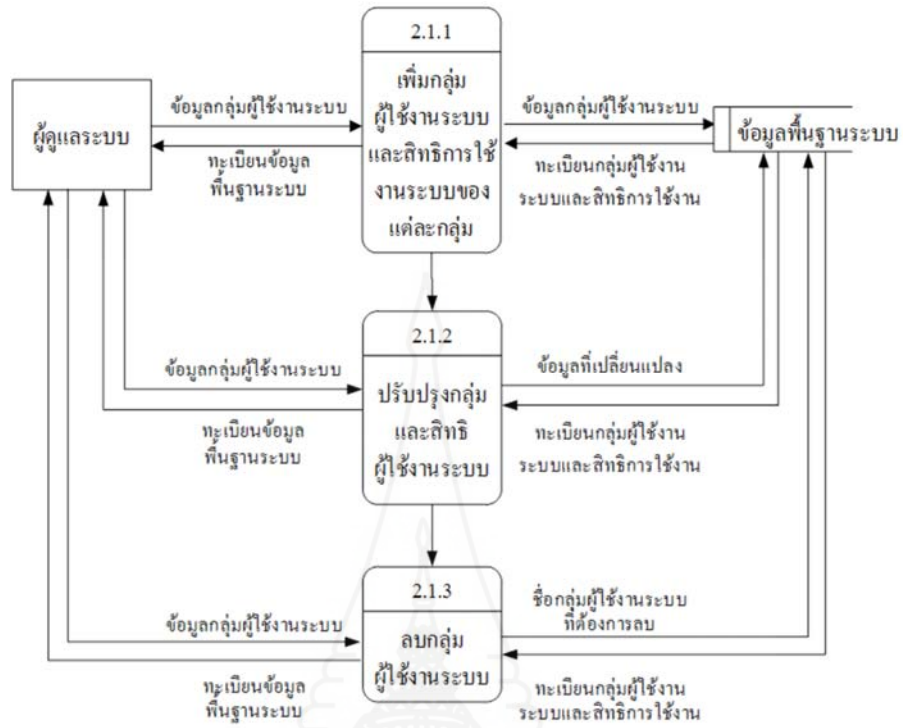 2.1.1
เพิ่มกลุ่ม
ผู้ใช้งานระบบ
และสิทธิการใช้
งานระบบของ
แต่ละกลุ่ม
ผู้ดูแลระบบ
ข้อมูลกลุ่มผู้ใช้งานระบบ
ทะเบียนข้อมูล
พื้นฐานระบบ
ข้อมูลกลุ่มผู้ใช้งานระบบ
ทะเบียนกลุ่มผู้ใช้งาน
ระบบและสิทธิการใช้งาน
ข้อมูลพื้นฐานระบบ
2.1.2
ปรับปรุงกลุ่ม
และสิทธิ
ผู้ใช้งานระบบ
ข้อมูลกลุ่มผู้ใช้งานระบบ
ทะเบียนข้อมูล
พื้นฐานระบบ
ข้อมูลที่เปลี่ยนแปลง
ทะเบียนกลุ่มผู้ใช้งาน
ระบบและสิทธิการใช้งาน
2.1.3
ลบกลุ่ม
ผู้ใช้งานระบบ
ข้อมูลกลุ่มผู้ใช้งานระบบ
ทะเบียนข้อมูล
พื้นฐานระบบ
ชื่อกลุ่มผู้ใช้งานระบบ
ที่ต้องการลบ
ทะเบียนกลุ่มผู้ใช้งาน
ระบบและสิทธิการใช้งาน